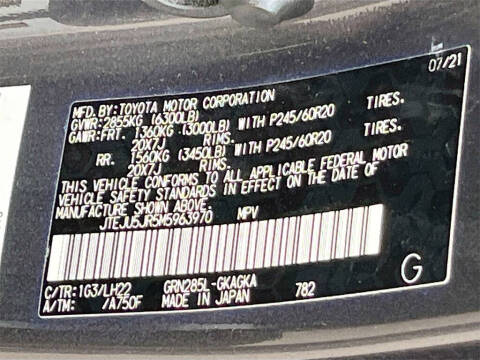 07/21
MFD. BY: TOYOTA MOTOR CORPORATION
GVWR: 2855KG (6300LB)
GAWR: FRT. 1360KG (3000LB) WITH P245/60R20 TIRES.
20X7J RIMS.
RR. 1560KG (3450LB) WITH P245/60R20 TIRES.
20X7J RIMS.
THIS VEHICLE CONFORMS TO ALL APPLICABLE FEDERAL MOTOR
VEHICLE SAFETY STANDARDS IN EFFECT ON THE DATE OF
MANUFACTURE SHOWN ABOVE.
JTEJU5JR5M5963970 MPV
C/TR: 1G3/LH22 GRN285L-GKAGKA
A/TM: /A750F MADE IN JAPAN 782 G